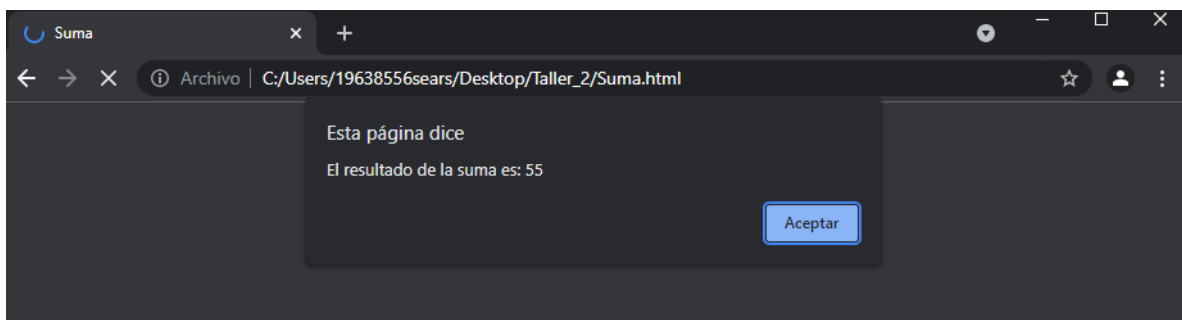 Suma
Archivo | C:/Users/19638556sears/Desktop/Taller_2/Suma.html
Esta página dice
El resultado de la suma es: 55
Aceptar